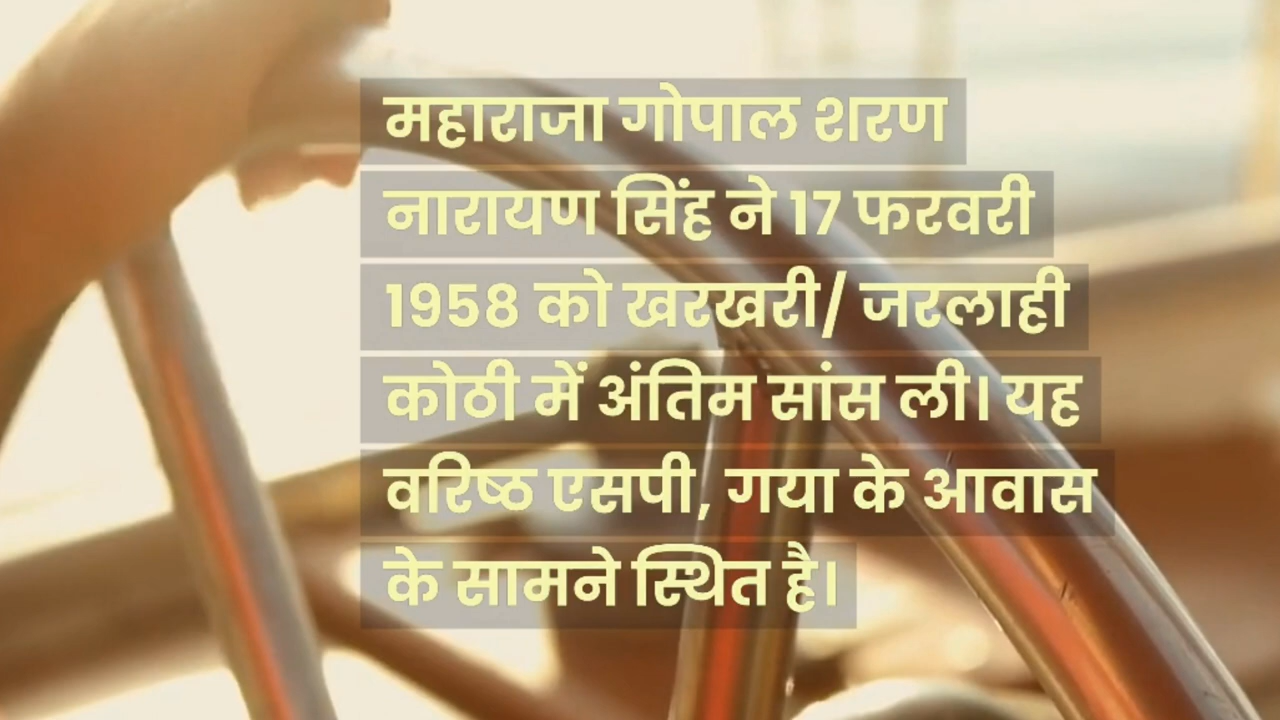 महाराजा गोपाल शरण
नारायण सिंह ने 17 फरवरी
1958 को खरखरी/ जरलाही
कोठी में अंतिम सांस ली। यह
वरिष्ठ एसपी, गया के आवास
के सामने स्थित है।